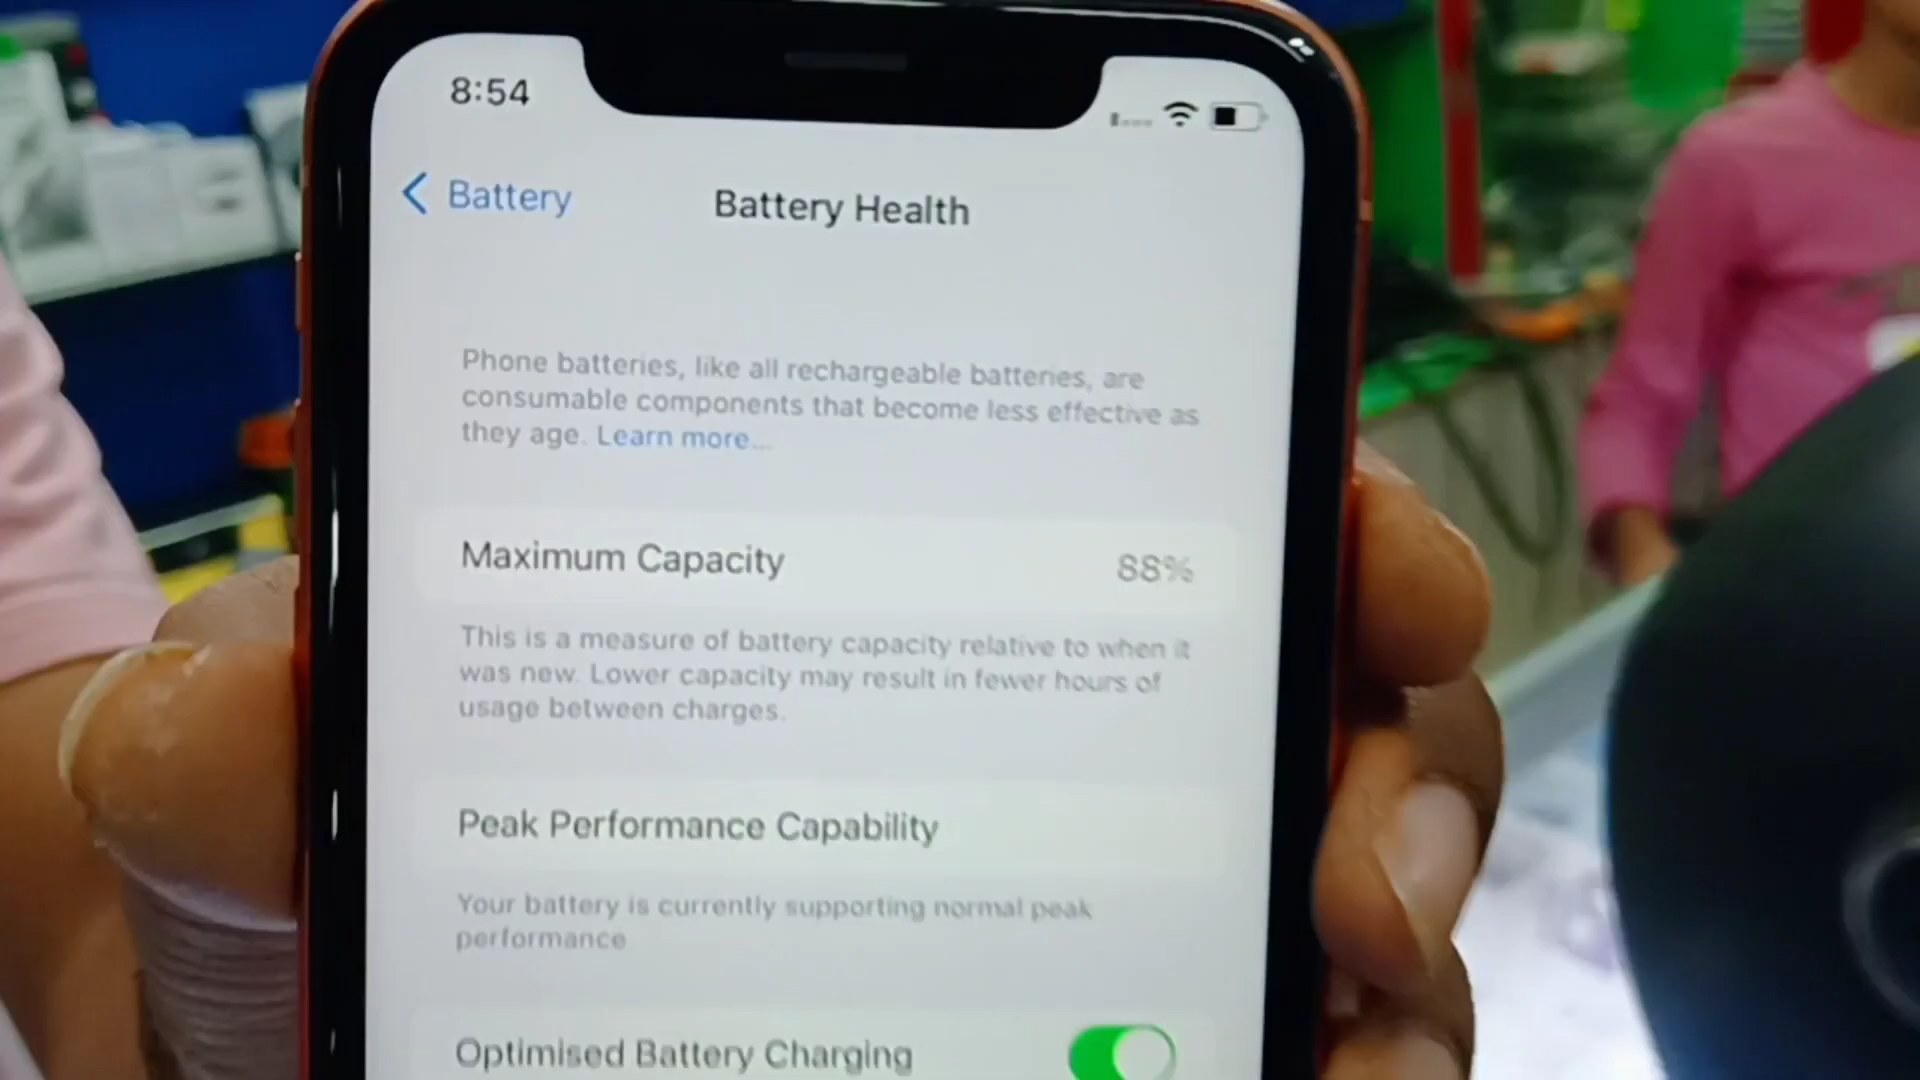 8:54
Battery
Battery Health
Phone batteries, like all rechargeable batteries, are
consumable components that become less effective as
they age. Learn more...
Maximum Capacity 88%
This is a measure of battery capacity relative to when it
was new. Lower capacity may result in fewer hours of
usage between charges.
Peak Performance Capability
Your battery is currently supporting normal peak
performance
Optimised Battery Charging